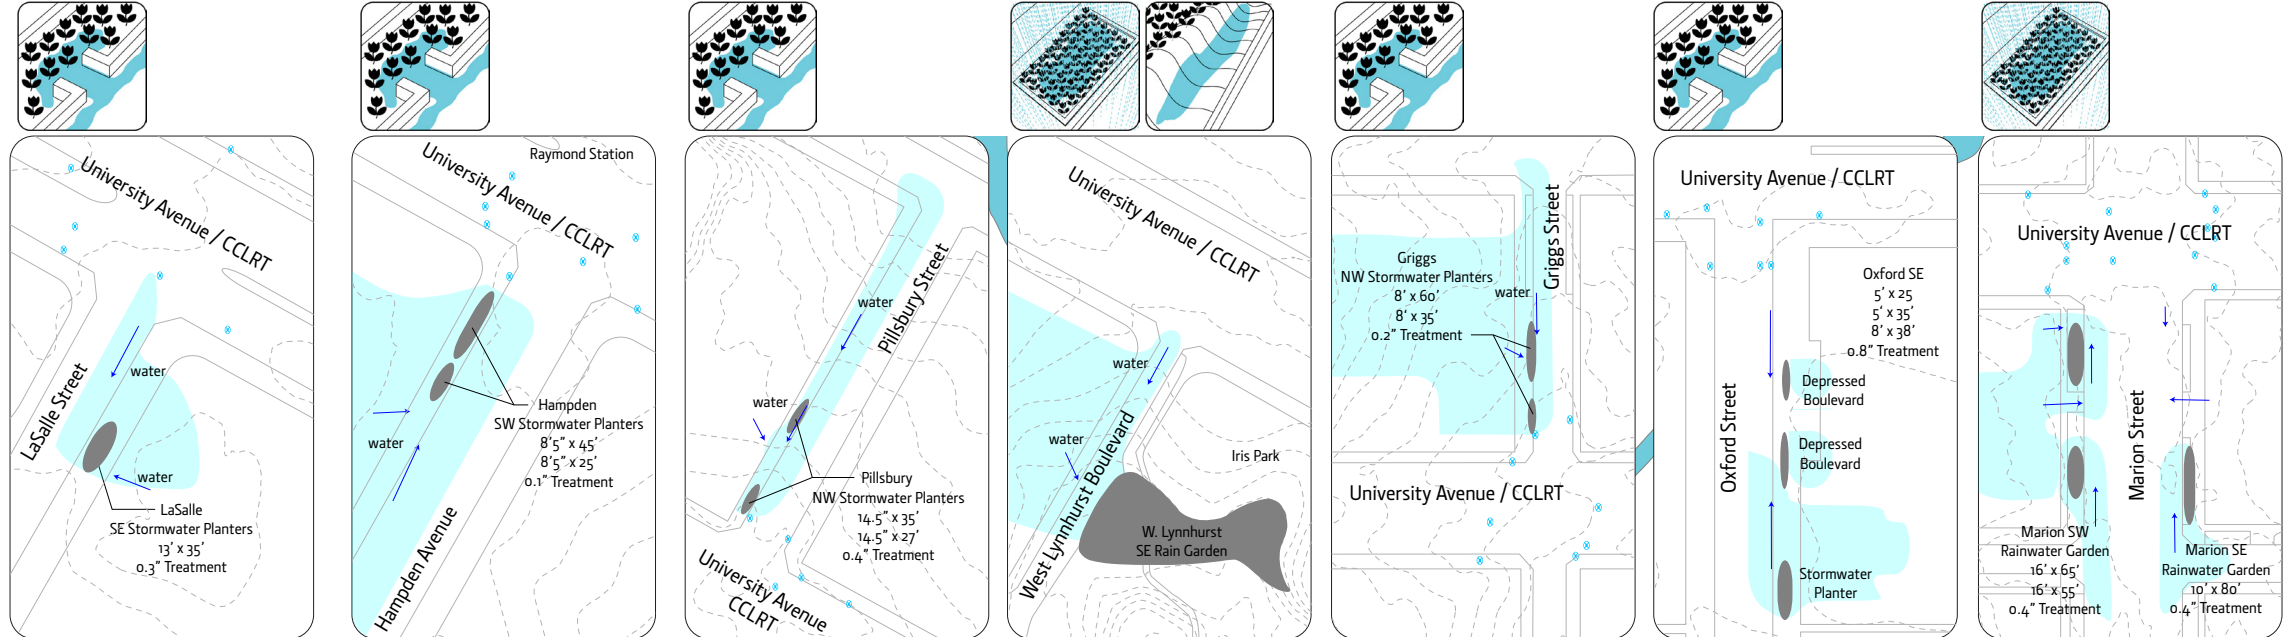 University Avenue / CCLRT
water
LaSalle Street
water
LaSalle
SE Stormwater Planters
13' x 35'
0.3" Treatment
Raymond Station
University Avenue / CCLRT
Hampden
SW Stormwater Planters
8'5" x 45'
8'5" x 25'
0.1" Treatment
water
Hampden Avenue
water
Pillsbury Street
water
Pillsbury
NW Stormwater Planters
14.5" x 35'
14.5" x 27'
0.4" Treatment
University Avenue
CCLRT
University Avenue / CCLRT
water
water
West Lynnhurst Boulevard
Iris Park
W. Lynnhurst
SE Rain Garden
Griggs Street
Griggs
NW Stormwater Planters
8' x 60'
8' x 35'
0.2" Treatment
water
University Avenue / CCLRT
University Avenue / CCLRT
Oxford SE
5' x 25
5' x 35'
8' x 38'
0.8" Treatment
Oxford Street
Depressed
Boulevard
Depressed
Boulevard
Stormwater
Planter
University Avenue / CCLRT
Marion Street
Marion SW
Rainwater Garden
16' x 65'
16' x 55'
0.4" Treatment
Marion SE
Rainwater Garden
10' x 80'
0.4" Treatment